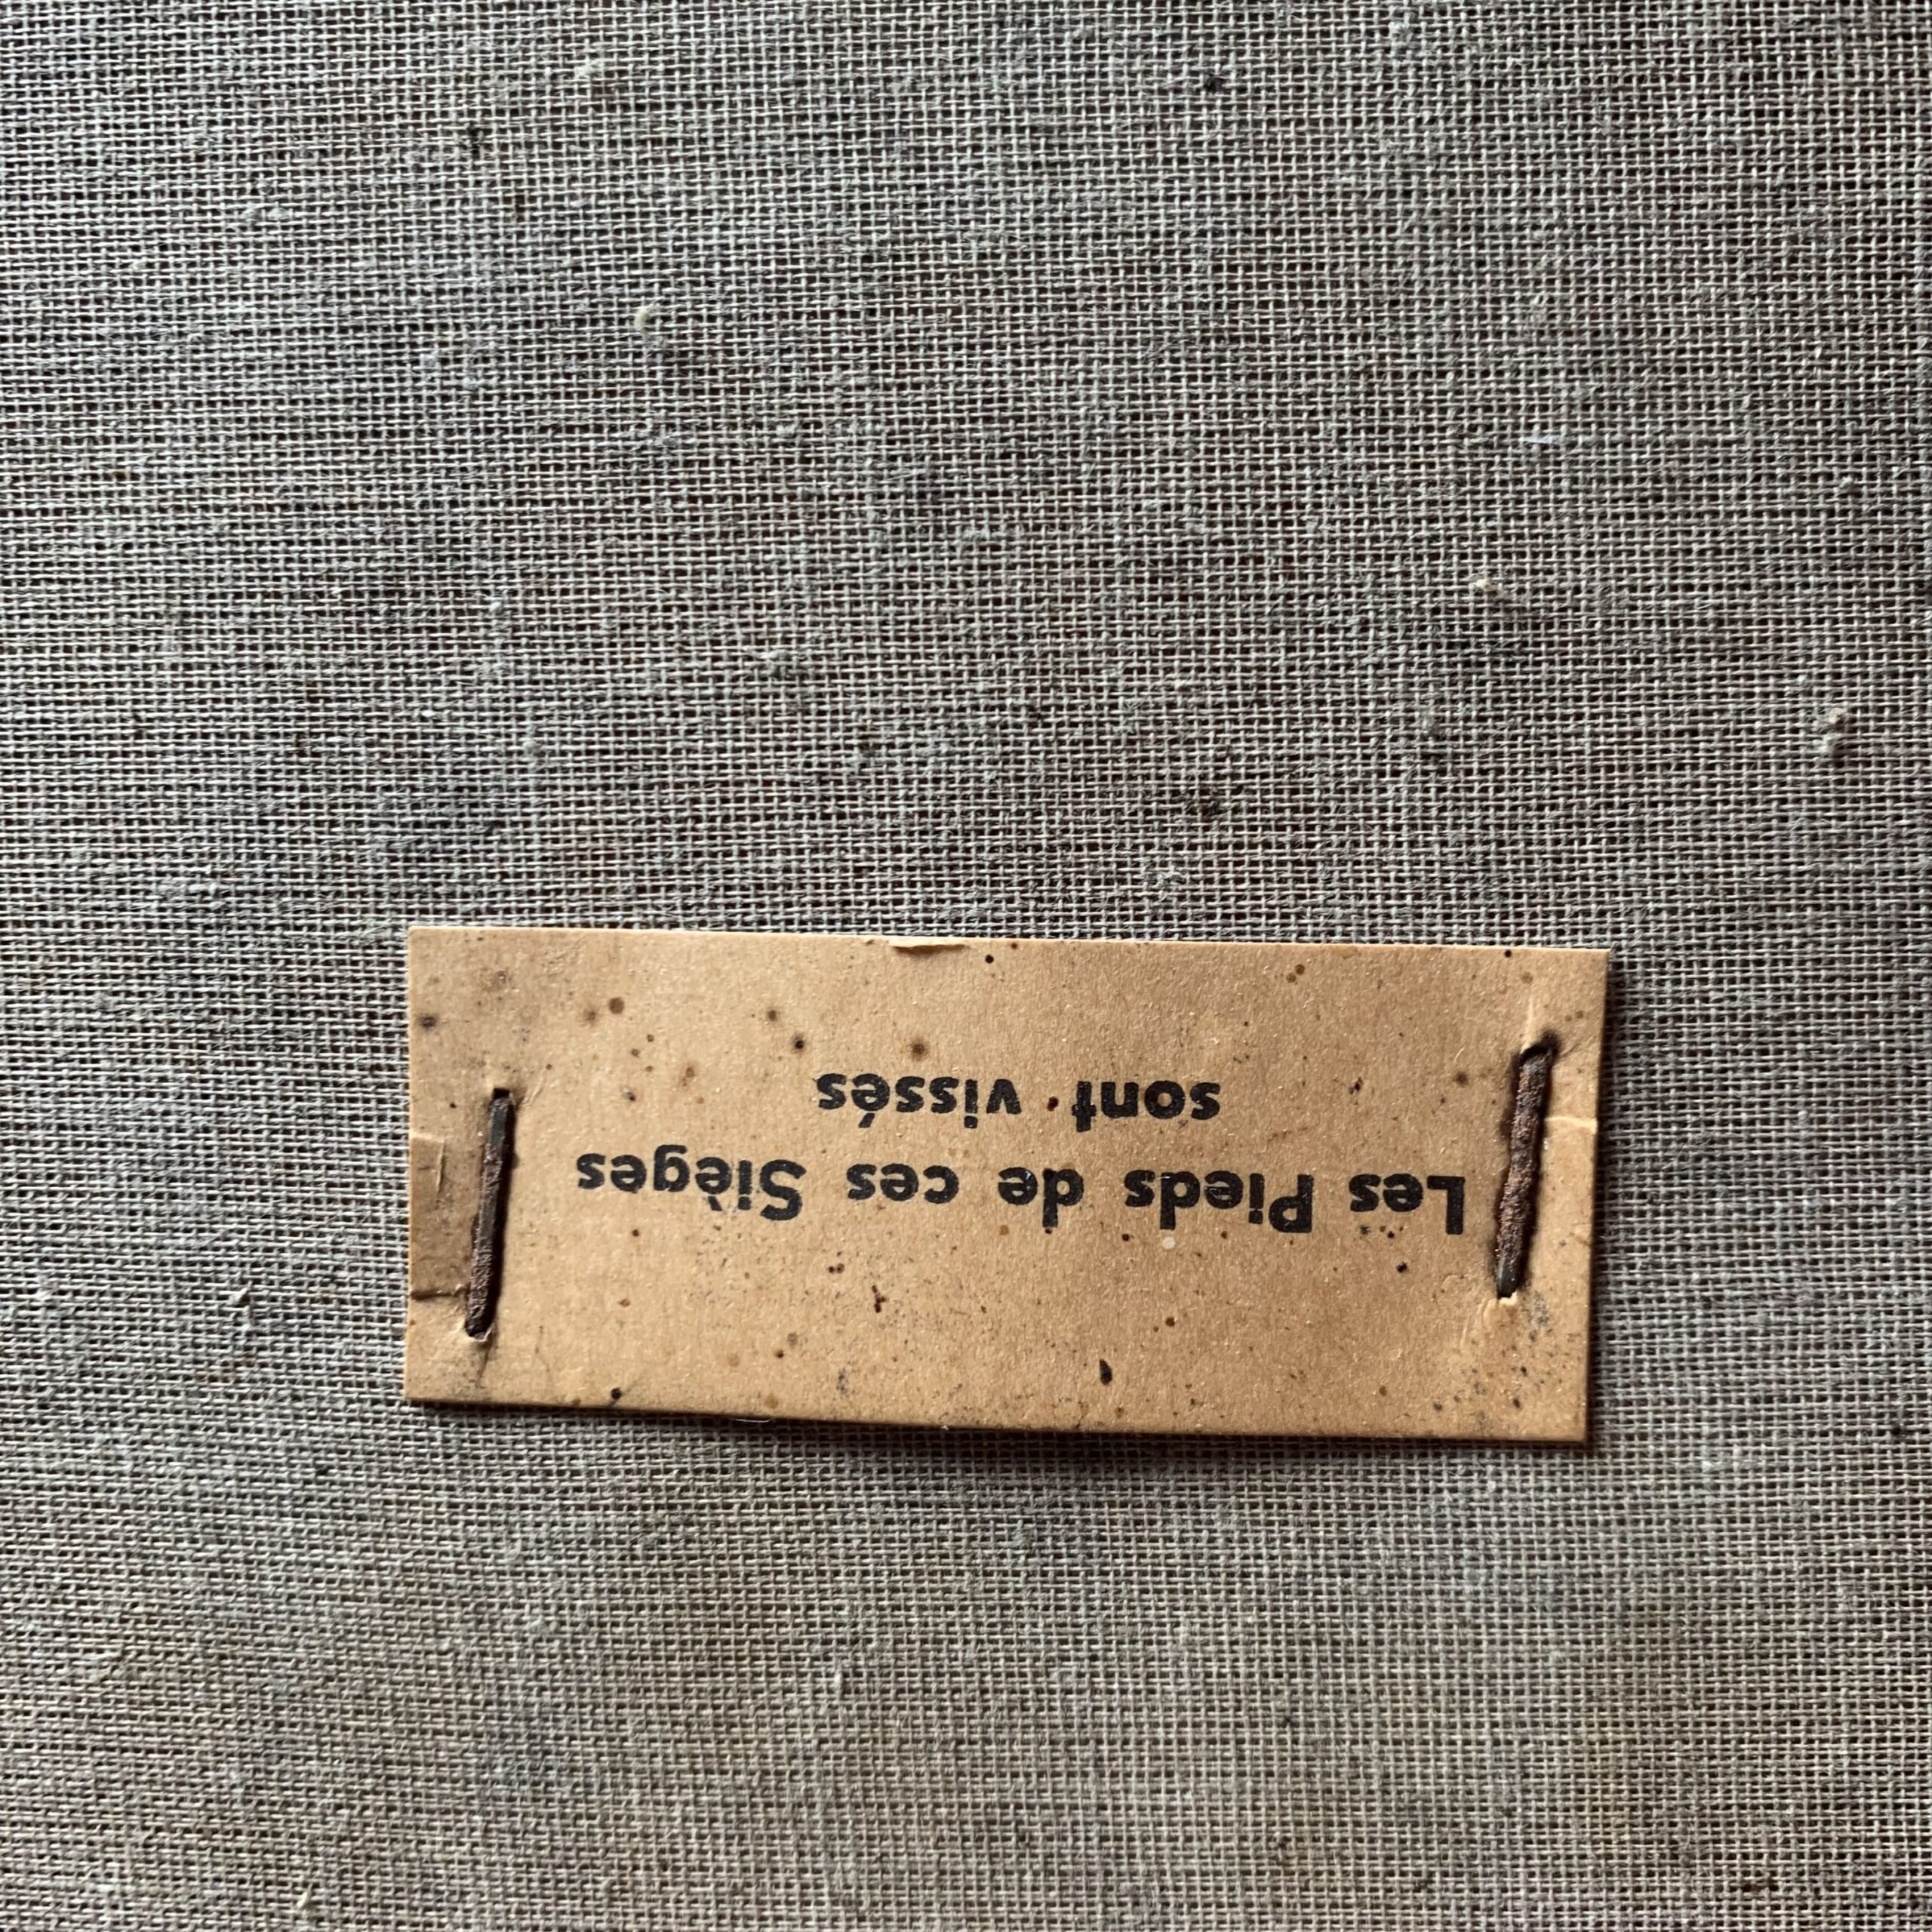 Les Pieds de ces Sièges
sont vissés